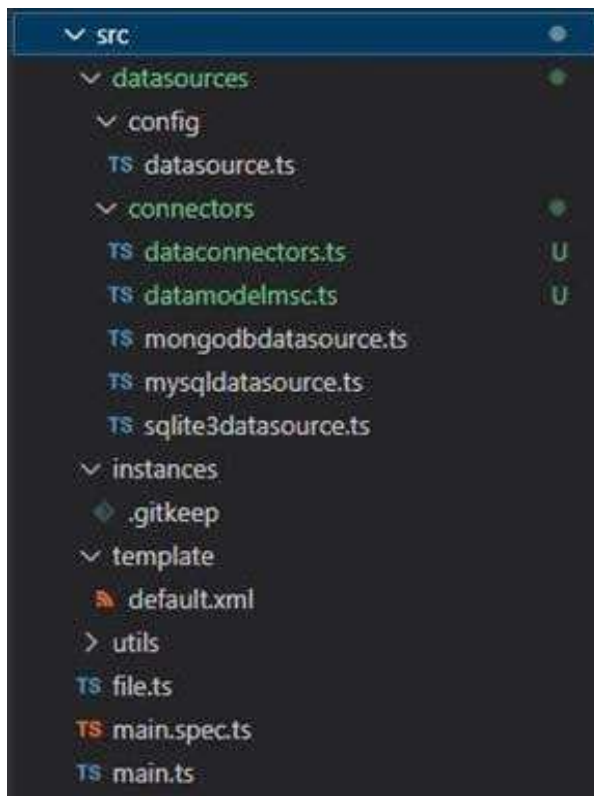 src
datasources
config
TS datasource.ts
connectors
TS dataconnectors.ts U
TS datamodelmsc.ts U
TS mongodbdatasource.ts
TS mysqldatasource.ts
TS sqlite3datasource.ts
instances
.gitkeep
template
default.xml
utils
TS file.ts
TS main.spec.ts
TS main.ts